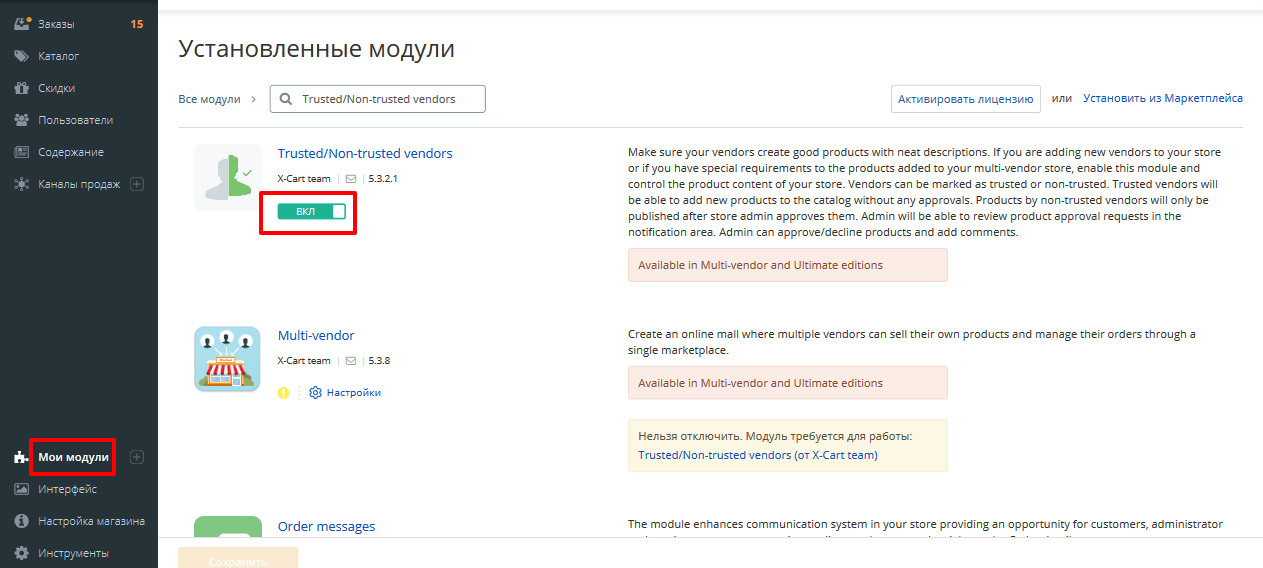 Заказы 15
Каталог
Скидки
Пользователи
Содержание
Каналы продаж
Мои модули
Интерфейс
Настройка магазина
Инструменты
Установленные модули
Все модули > Trusted/Non-trusted vendors Активировать лицензию или Установить из Маркетплейса
Trusted/Non-trusted vendors
X-Cart team | 5.3.2.1
ВКЛ
Make sure your vendors create good products with neat descriptions. If you are adding new vendors to your store
or if you have special requirements to the products added to your multi-vendor store, enable this module and
control the product content of your store. Vendors can be marked as trusted or non-trusted. Trusted vendors will
be able to add new products to the catalog without any approvals. Products by non-trusted vendors will only be
published after store admin approves them. Admin will be able to review product approval requests in the
notification area. Admin can approve/decline products and add comments.
Available in Multi-vendor and Ultimate editions
Multi-vendor
X-Cart team | 5.3.8
Настройки
Create an online mall where multiple vendors can sell their own products and manage their orders through a
single marketplace.
Available in Multi-vendor and Ultimate editions
Нельзя отключить. Модуль требуется для работы:
Trusted/Non-trusted vendors (от X-Cart team)
Order messages
The module enhances communication system in your store providing an opportunity for customers, administrator
Сохранить